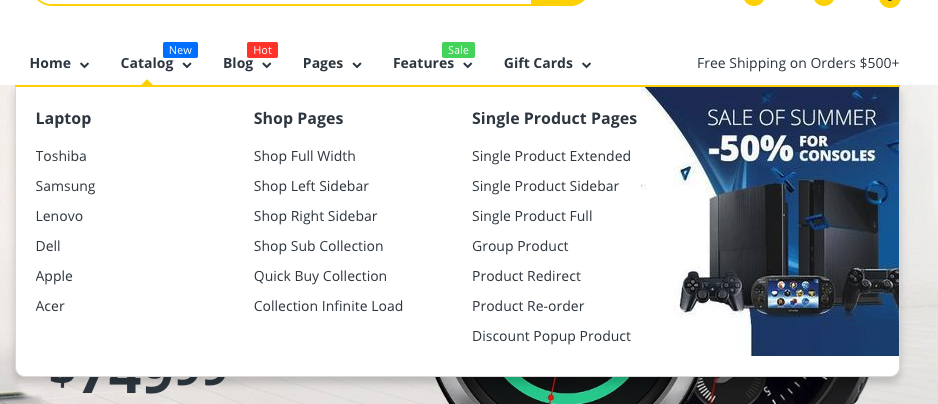 New
Hot
Sale
Home
Catalog
Blog
Pages
Features
Gift Cards
Free Shipping on Orders $500+
Laptop
Toshiba
Samsung
Lenovo
Dell
Apple
Acer
Shop Pages
Shop Full Width
Shop Left Sidebar
Shop Right Sidebar
Shop Sub Collection
Quick Buy Collection
Collection Infinite Load
Single Product Pages
Single Product Extended
Single Product Sidebar
Single Product Full
Group Product
Product Redirect
Product Re-order
Discount Popup Product
SALE OF SUMMER
-50% FOR
CONSOLES